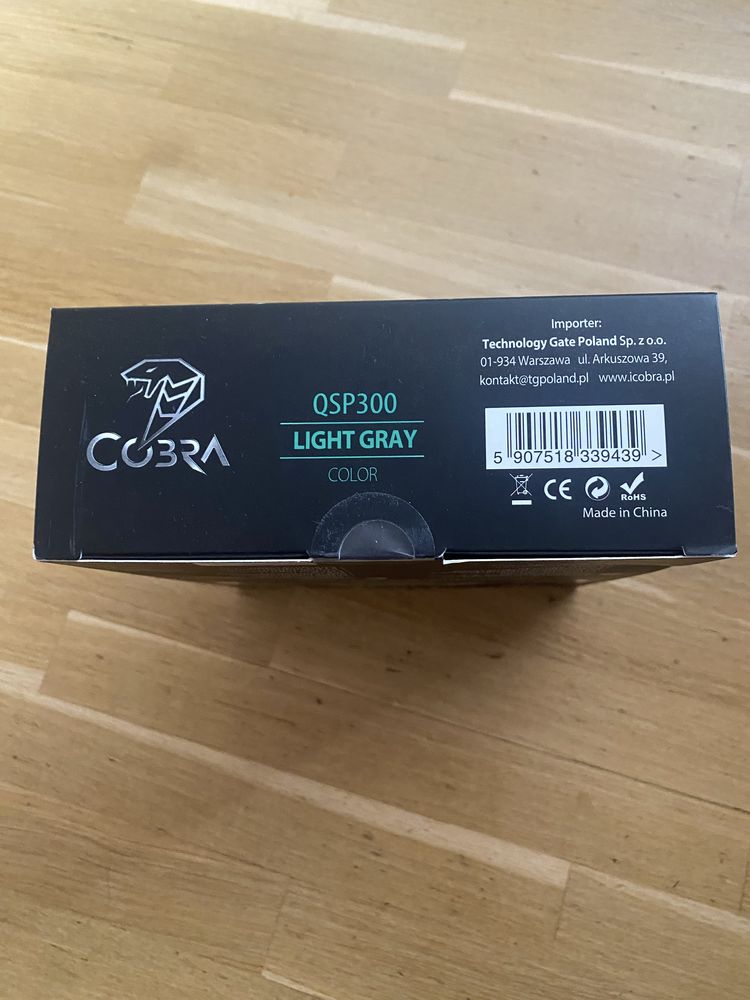 COBRA
QSP300
LIGHT GRAY
COLOR
Importer:
Technology Gate Poland Sp. z o.o.
01-934 Warszawa ul. Arkuszowa 39,
kontakt@tgpoland.pl www.icobra.pl
5 907518 339439 >
CE
RoHS
Made in China